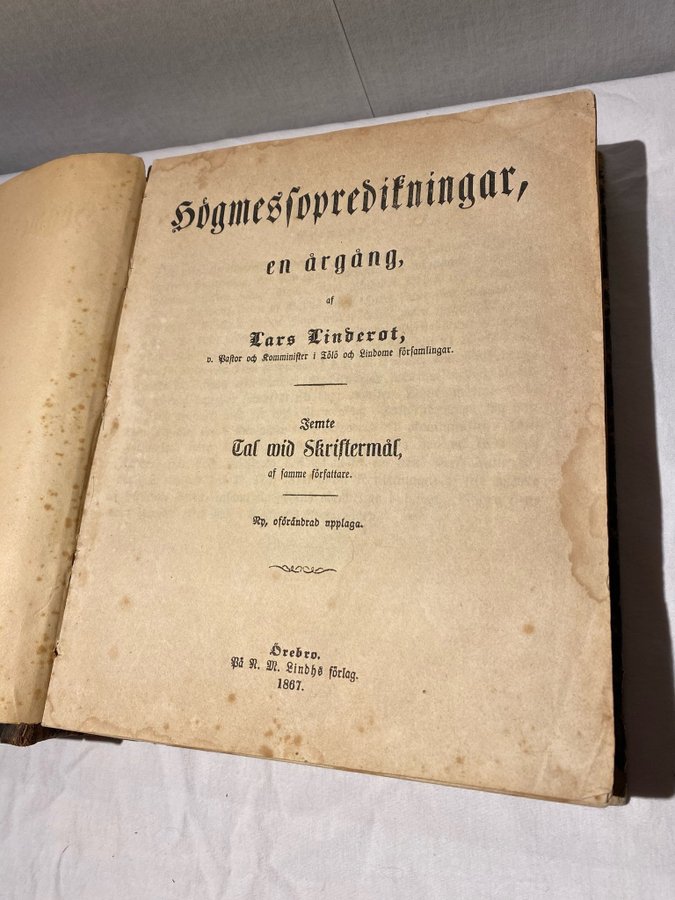 Högmessopredikningar,
en årgång,
af
Lars Linderot,
v. Pastor och Komminister i Tölö och Lindome församlingar.
Jemte
Tal wid Skriftermål,
af samme författare.
Ny, oförändrad upplaga.
Örebro.
På N. M. Lindhs förlag.
1867.